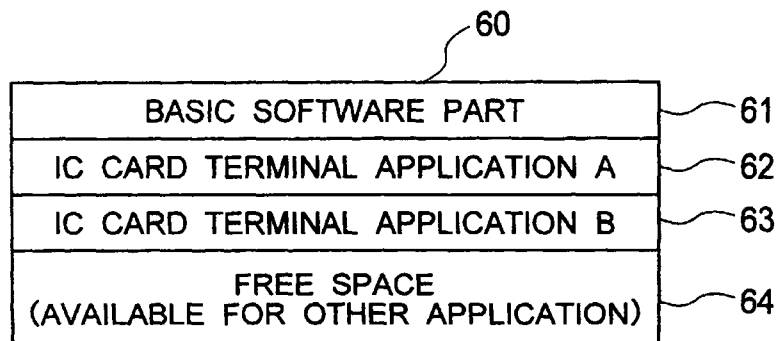 60
BASIC SOFTWARE PART 61
IC CARD TERMINAL APPLICATION A 62
IC CARD TERMINAL APPLICATION B 63
FREE SPACE
(AVAILABLE FOR OTHER APPLICATION) 64